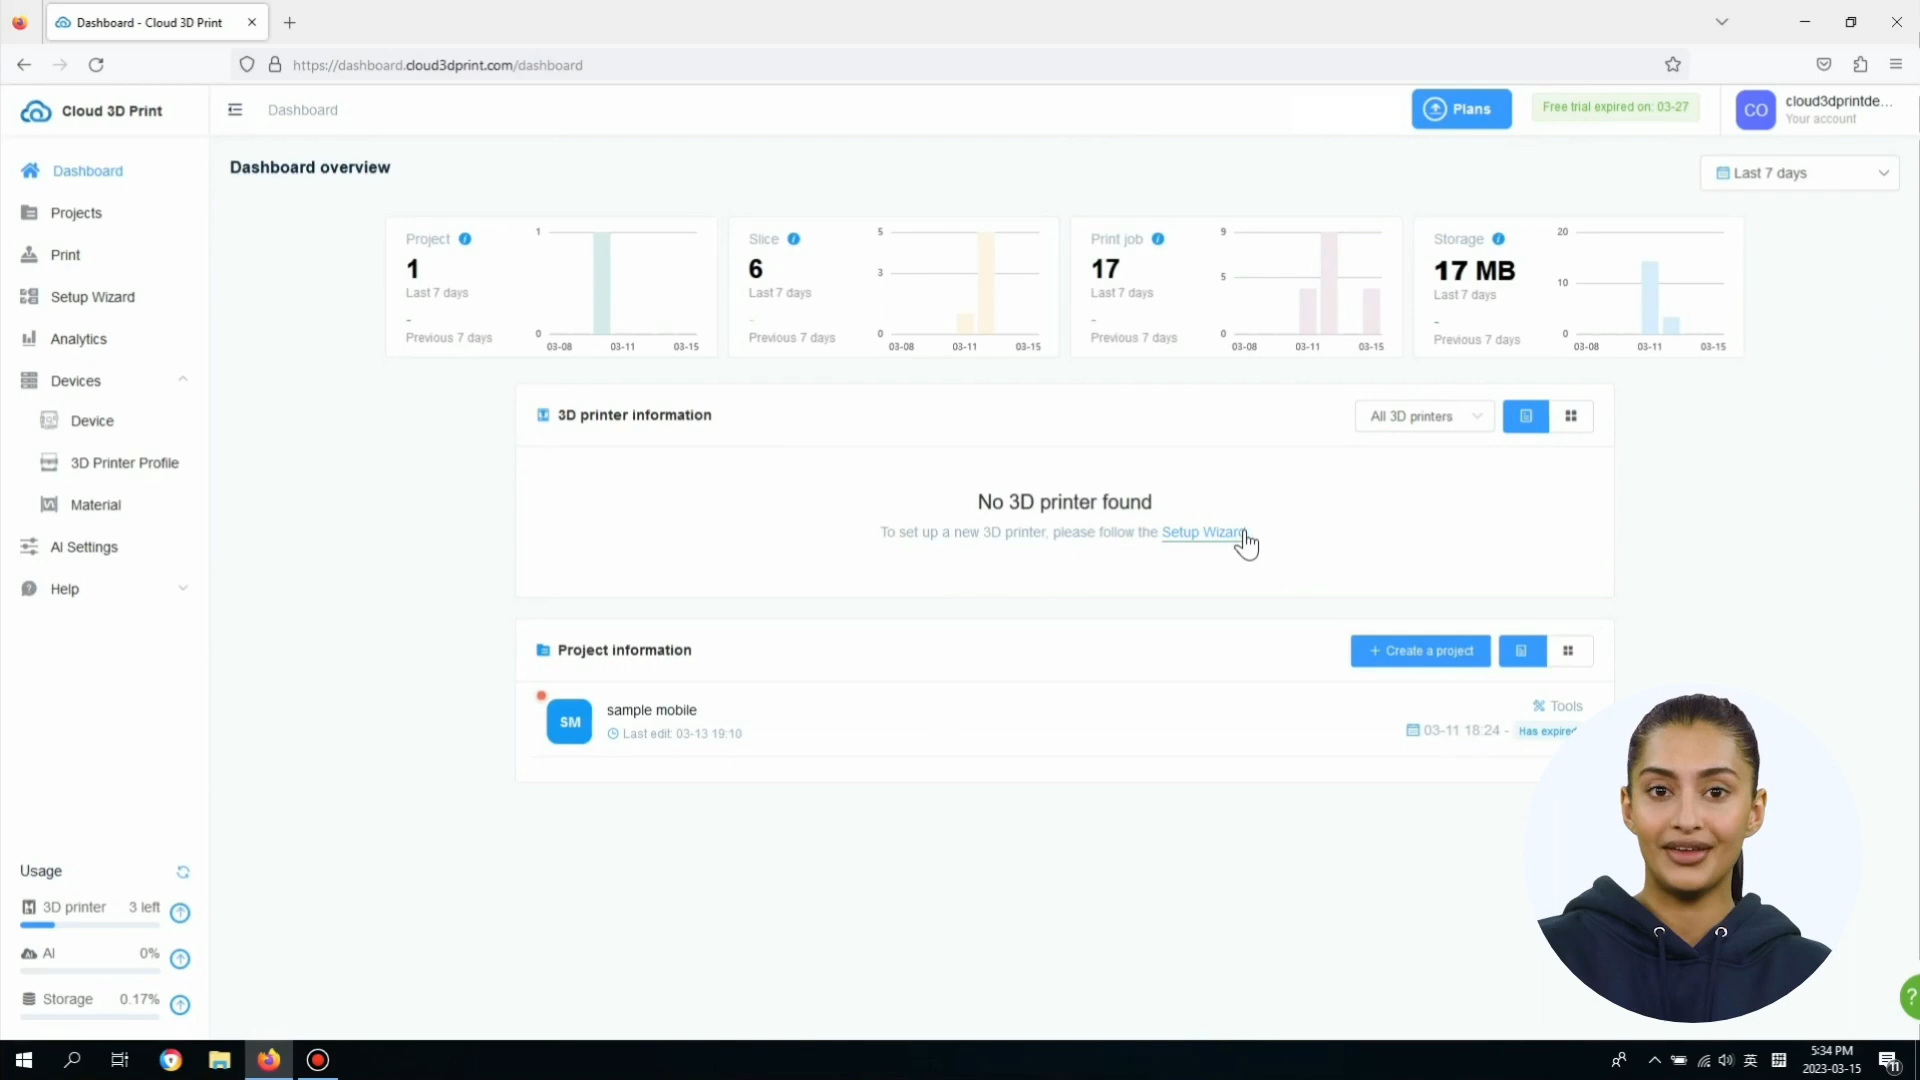 Dashboard - Cloud 3D Print
https://dashboard.cloud3dprint.com/dashboard
Cloud 3D Print
Dashboard
Plans
Free trial expired on: 03-27
CO
cloud3dprintde...
Your account
Dashboard
Projects
Print
Setup Wizard
Analytics
Devices
Device
3D Printer Profile
Material
AI Settings
Help
Dashboard overview
Last 7 days
Project
1
Last 7 days
-
Previous 7 days
1
0
03-08 03-11 03-15
Slice
6
Last 7 days
-
Previous 7 days
5
3
0
03-08 03-11 03-15
Print job
17
Last 7 days
-
Previous 7 days
9
5
0
03-08 03-11 03-15
Storage
17 MB
Last 7 days
-
Previous 7 days
20
10
0
03-08 03-11 03-15
3D printer information
All 3D printers
No 3D printer found
To set up a new 3D printer, please follow the Setup Wizard
Project information
+ Create a project
SM
sample mobile
Last edit: 03-13 19:10
Tools
03-11 18:24 - Has expired
Usage
3D printer 3 left
AI 0%
Storage 0.17%
?
英
5:34 PM
2023-03-15
11